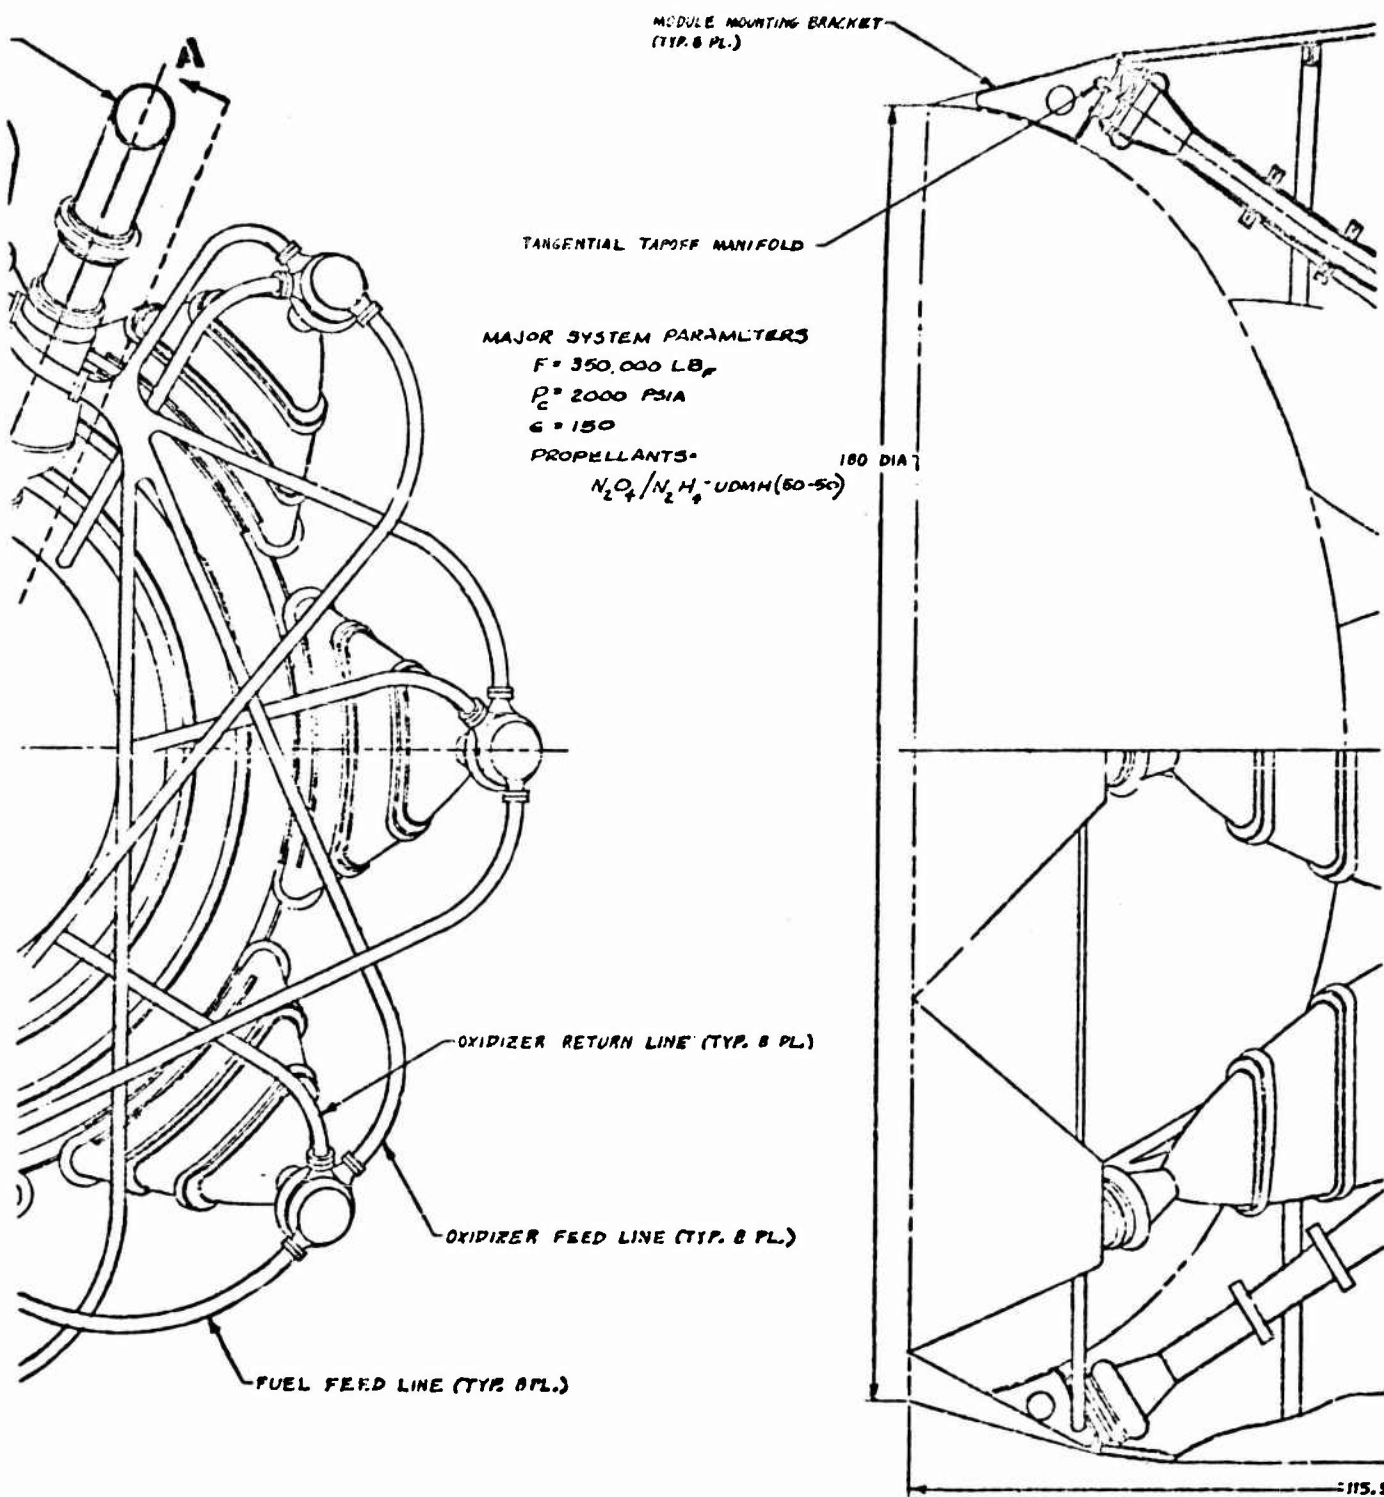 A
MODULE MOUNTING BRACKET
(TYP. 8 PL.)
TANGENTIAL TAPOFF MANIFOLD
MAJOR SYSTEM PARAMETERS
F = 350,000 LBF
PC = 2000 PSIA
ϵ = 150
PROPELLANTS-
N2O4/N2H4-UDMH(50-50)
180 DIA
OXIDIZER RETURN LINE (TYP. 8 PL.)
OXIDIZER FEED LINE (TYP. 8 PL.)
FUEL FEED LINE (TYP. 8 PL.)